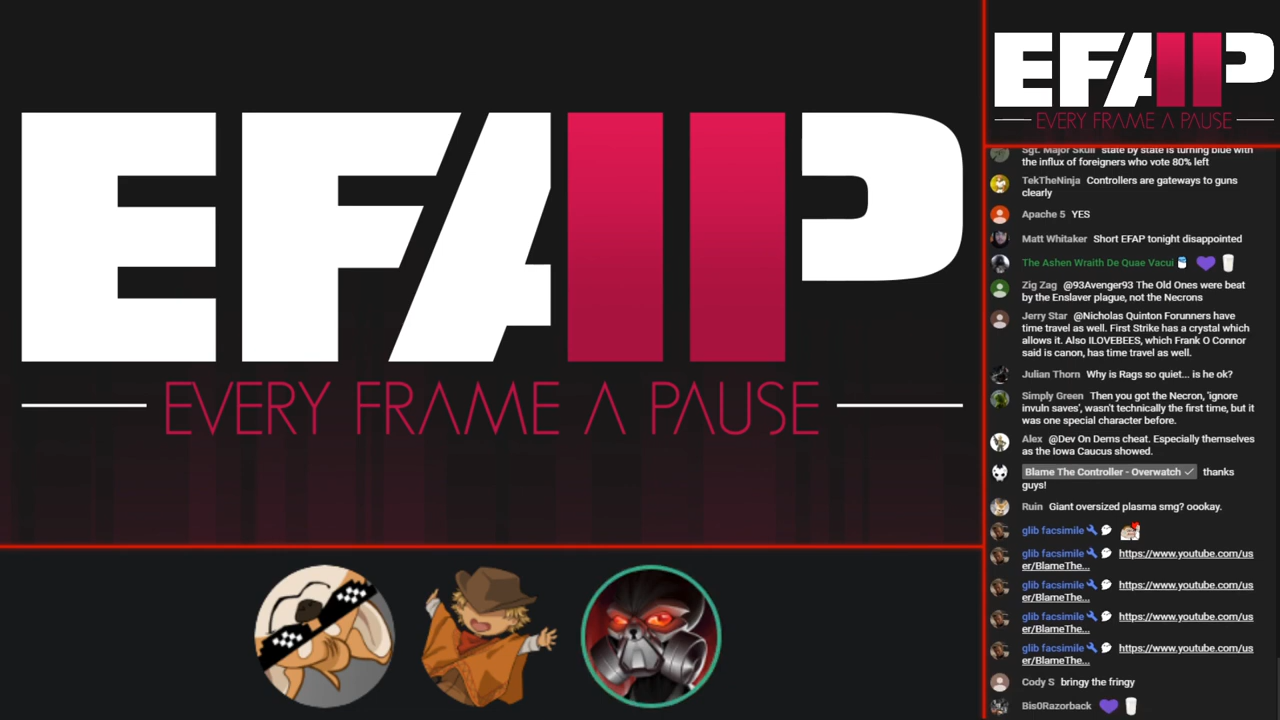 EFAP
EVERY FRAME A PAUSE
EFAP
EVERY FRAME A PAUSE
Sgt. Major Skull state by state is turning blue with
the influx of foreigners who vote 80% left
TekTheNinja Controllers are gateways to guns
clearly
Apache 5 YES
Matt Whitaker Short EFAP tonight disappointed
The Ashen Wraith De Quae Vacui
Zig Zag @93Avenger93 The Old Ones were beat
by the Enslaver plague, not the Necrons
Jerry Star @Nicholas Quinton Forunners have
time travel as well. First Strike has a crystal which
allows it. Also ILOVEBEES, which Frank O Connor
said is canon, has time travel as well.
Julian Thorn Why is Rags so quiet... is he ok?
Simply Green Then you got the Necron, 'ignore
invuln saves', wasn't technically the first time, but it
was one special character before.
Alex @Dev On Dems cheat. Especially themselves
as the Iowa Caucus showed.
Blame The Controller - Overwatch ✓ thanks
guys!
Ruin Giant oversized plasma smg? oookay.
glib facsimile
glib facsimile https://www.youtube.com/us
er/BlameThe...
glib facsimile https://www.youtube.com/us
er/BlameThe...
glib facsimile https://www.youtube.com/us
er/BlameThe...
glib facsimile https://www.youtube.com/us
er/BlameThe...
Cody S bringy the fringy
Bis0Razorback